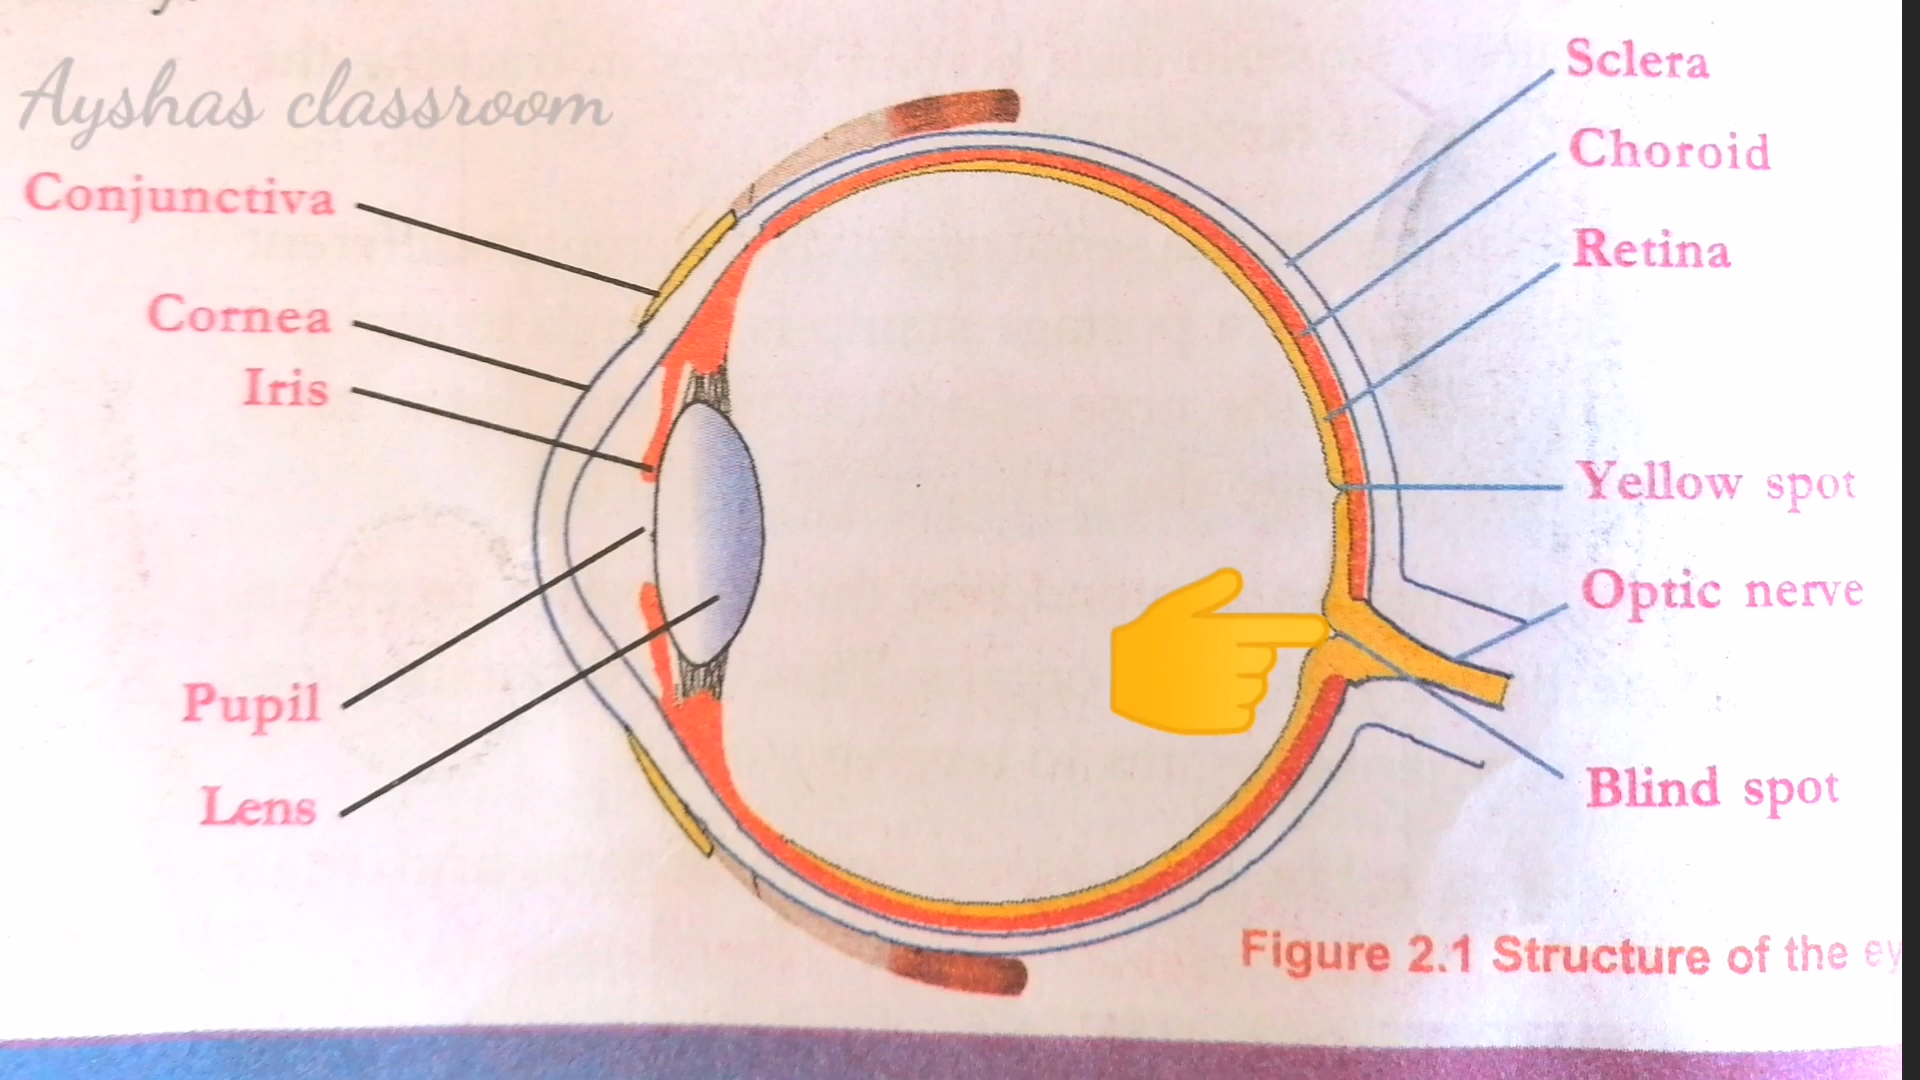 Ayshas classroom
Conjunctiva
Cornea
Iris
Pupil
Lens
Sclera
Choroid
Retina
Yellow spot
Optic nerve
Blind spot
Figure 2.1 Structure of the ey